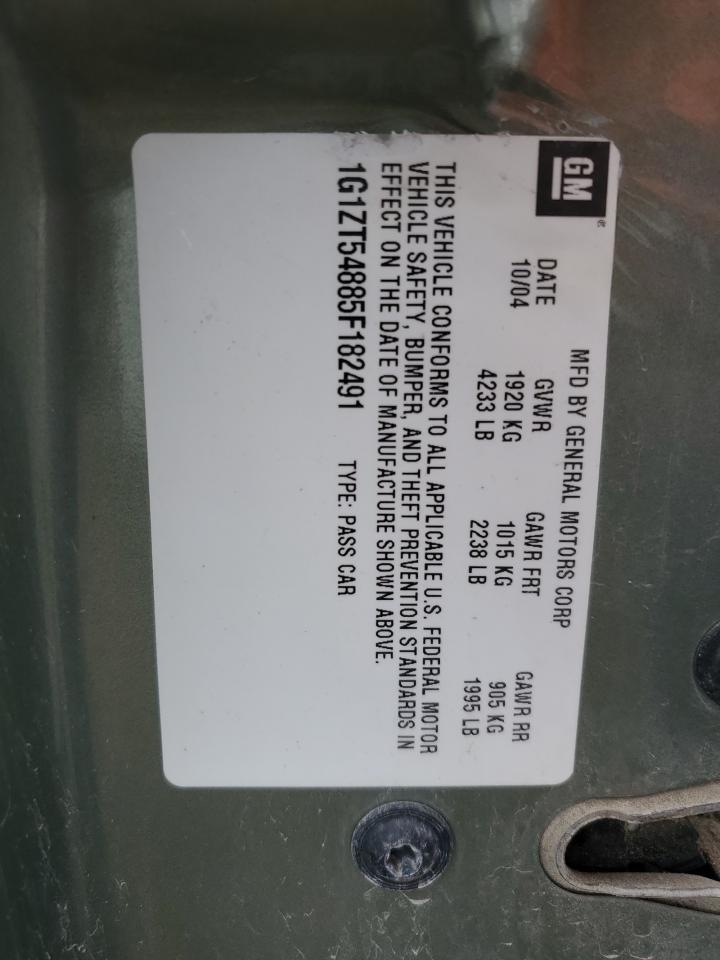 GM®
MFD BY GENERAL MOTORS CORP
DATE GVWR GAWR FRT GAWR RR
10/04 1920 KG 1015 KG 905 KG
4233 LB 2238 LB 1995 LB
THIS VEHICLE CONFORMS TO ALL APPLICABLE U.S. FEDERAL MOTOR
VEHICLE SAFETY, BUMPER, AND THEFT PREVENTION STANDARDS IN
EFFECT ON THE DATE OF MANUFACTURE SHOWN ABOVE.
1G1ZT54885F182491 TYPE: PASS CAR